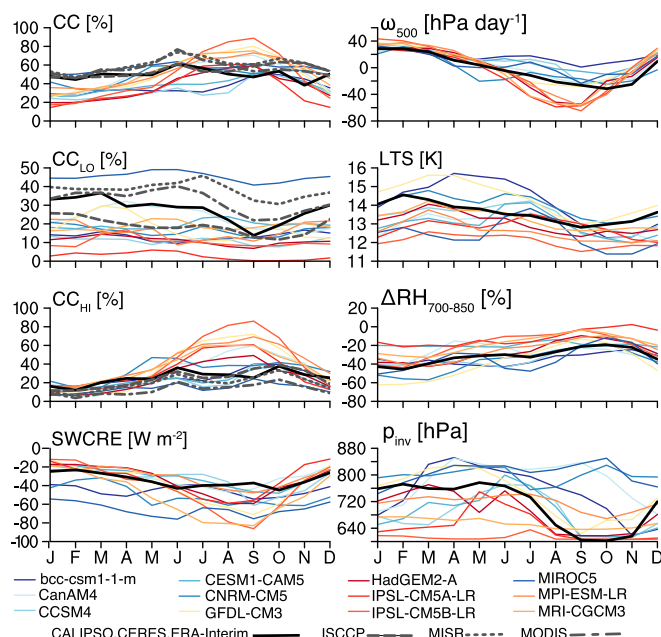 CC [%]
100
80
60
40
20
0
J F M A M J J A S O N D
ω500 [hPa day-1]
40
0
-40
-80
J F M A M J J A S O N D
CCLO [%]
50
40
30
20
10
0
J F M A M J J A S O N D
LTS [K]
16
15
14
13
12
11
J F M A M J J A S O N D
CCHI [%]
100
80
60
40
20
0
J F M A M J J A S O N D
ΔRH700-850 [%]
20
0
-20
-40
-60
-80
J F M A M J J A S O N D
SWCRE [W m-2]
0
-20
-40
-60
-80
-100
J F M A M J J A S O N D
pinv [hPa]
880
800
720
640
J F M A M J J A S O N D
bcc-csm1-1-m CESM1-CAM5 HadGEM2-A MIROC5
CanAM4 CNRM-CM5 IPSL-CM5A-LR MPI-ESM-LR
CCSM4 GFDL-CM3 IPSL-CM5B-LR MRI-CGCM3
CALIPSO CERES ERA-Interim ISCCP MISR MODIS